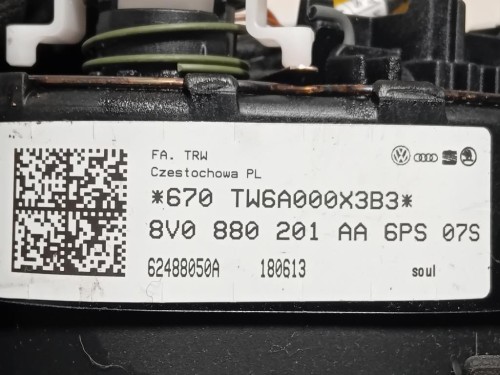 FA. TRW
Czestochowa PL
*670 TW6A000X3B3*
8V0 880 201 AA 6PS 07S
62488050A 180613 soul